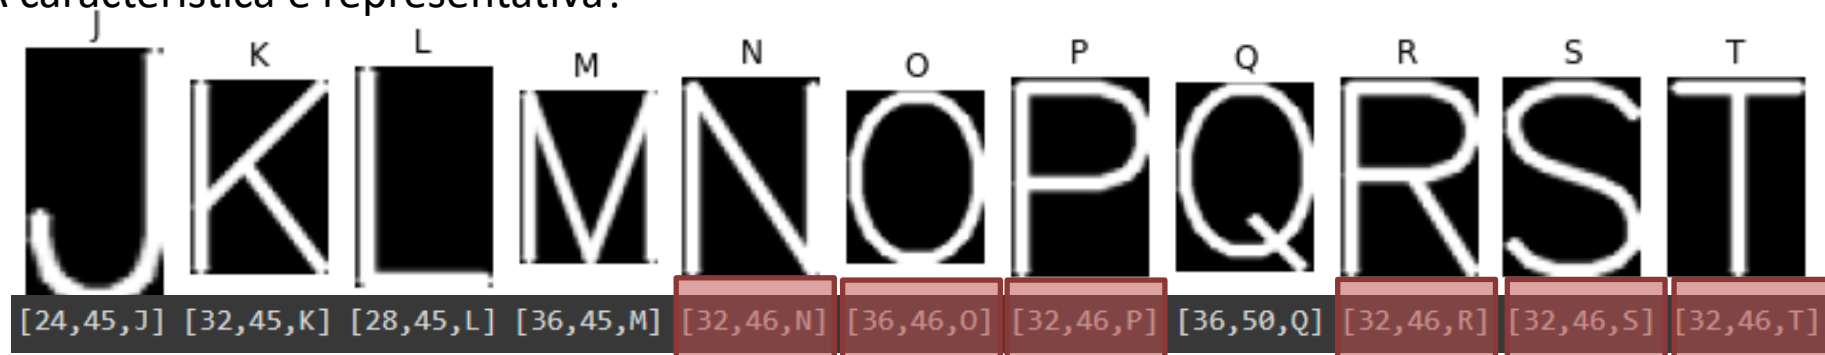 A característica é representativa?
J K L M N O P Q R S T
J K L M N O P Q R S T
[24,45,J] [32,45,K] [28,45,L] [36,45,M] [32,46,N] [36,46,O] [32,46,P] [36,50,Q] [32,46,R] [32,46,S] [32,46,T]